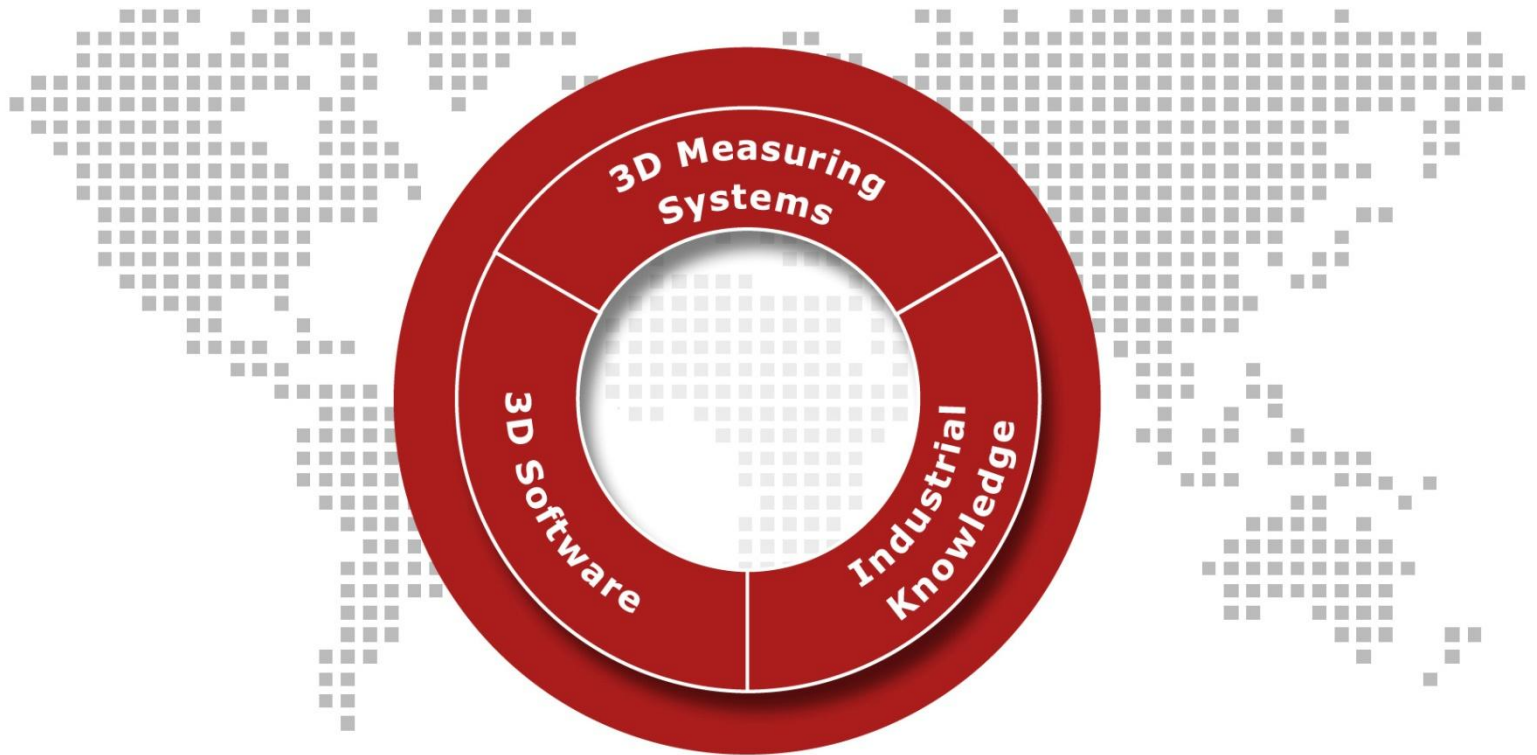 3D Measuring
Systems
3D Software
Industrial
Knowledge